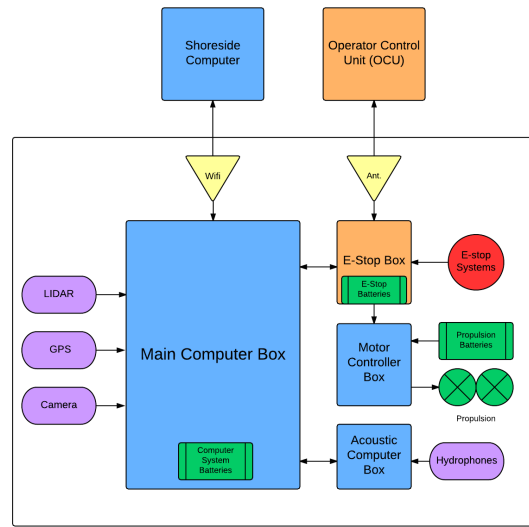 Shoreside
Computer
Operator Control
Unit (OCU)
Wifi
Ant.
E-Stop Box
E-Stop
Batteries
E-stop
Systems
LIDAR
GPS
Camera
Main Computer Box
Motor
Controller
Box
Propulsion
Batteries
Propulsion
Computer
System
Batteries
Acoustic
Computer
Box
Hydrophones